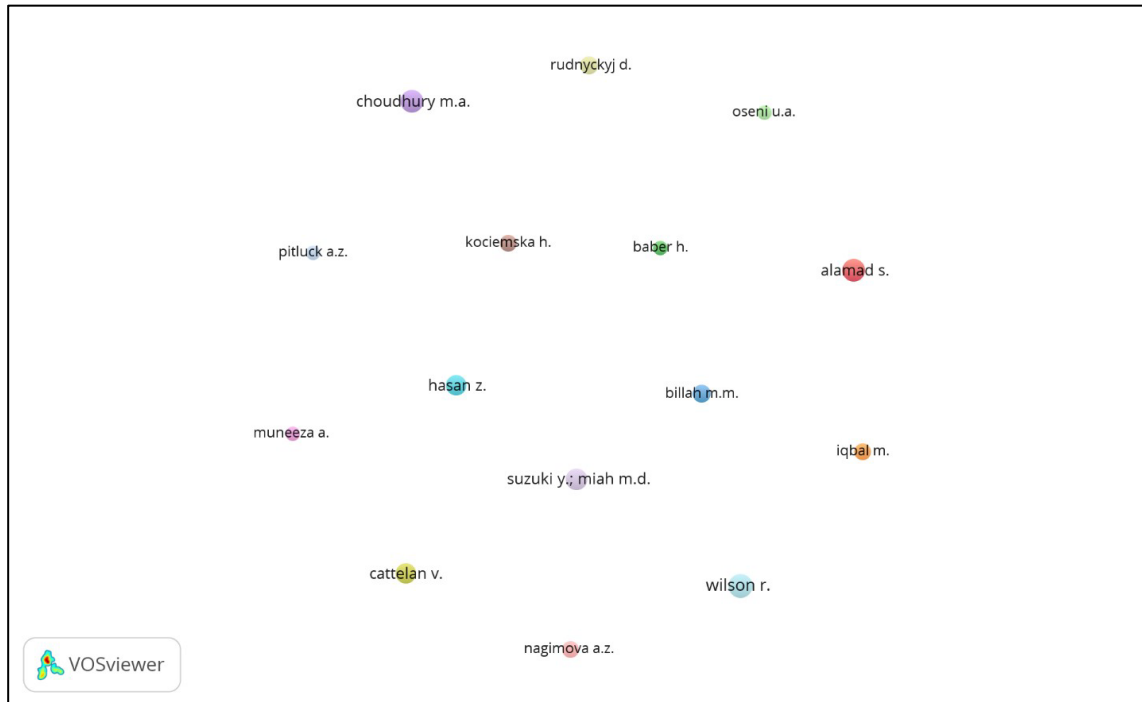 rudnyckyj d.
choudhury m.a.
oseni u.a.
kociemska h.
baber h.
pitluck a.z.
alamad s.
hasan z.
billah m.m.
muneeza a.
iqbal m.
suzuki y.; miah m.d.
cattelan v.
wilson r.
nagimova a.z.
VOSviewer